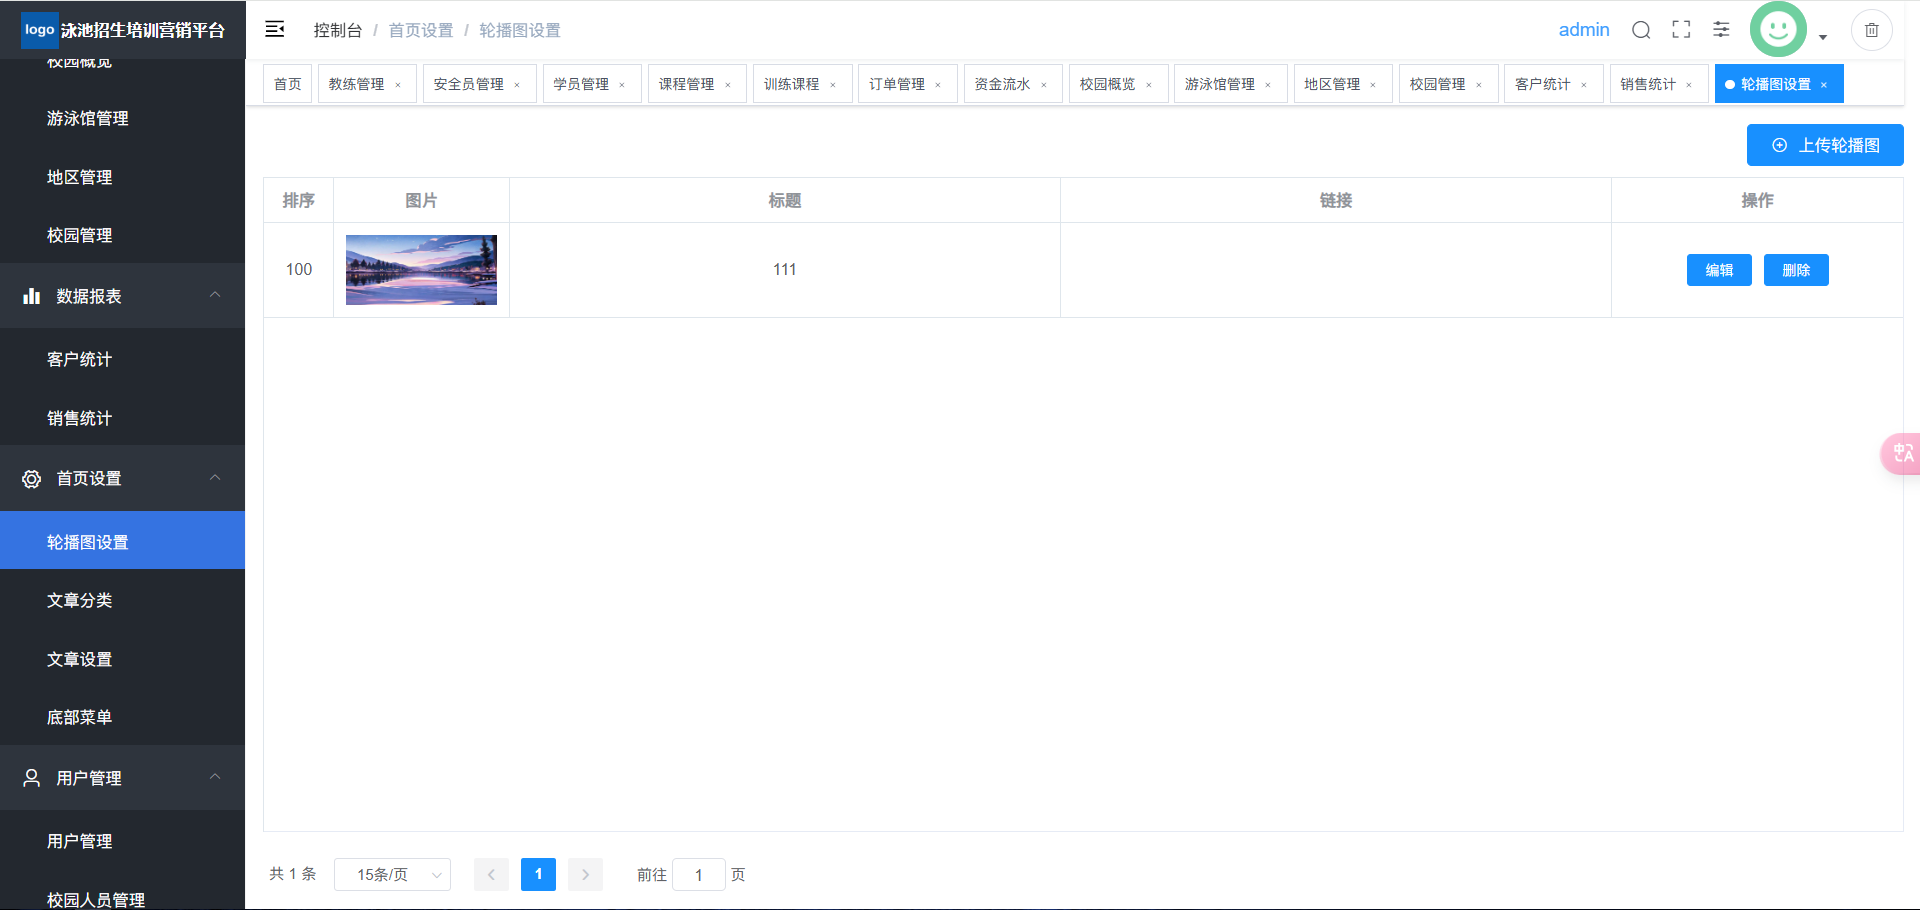 logo 泳池招生培训营销平台
控制台 / 首页设置 / 轮播图设置
admin
首页 教练管理 × 安全员管理 × 学员管理 × 课程管理 × 训练课程 × 订单管理 × 资金流水 × 校园概览 × 游泳馆管理 × 地区管理 × 校园管理 × 客户统计 × 销售统计 × 轮播图设置 ×
校园概览
游泳馆管理
地区管理
校园管理
数据报表
客户统计
销售统计
首页设置
轮播图设置
文章分类
文章设置
底部菜单
用户管理
用户管理
校园人员管理
上传轮播图
排序 图片 标题 链接 操作
100 111 编辑 删除
中A
共 1 条 15条/页 1 前往 1 页